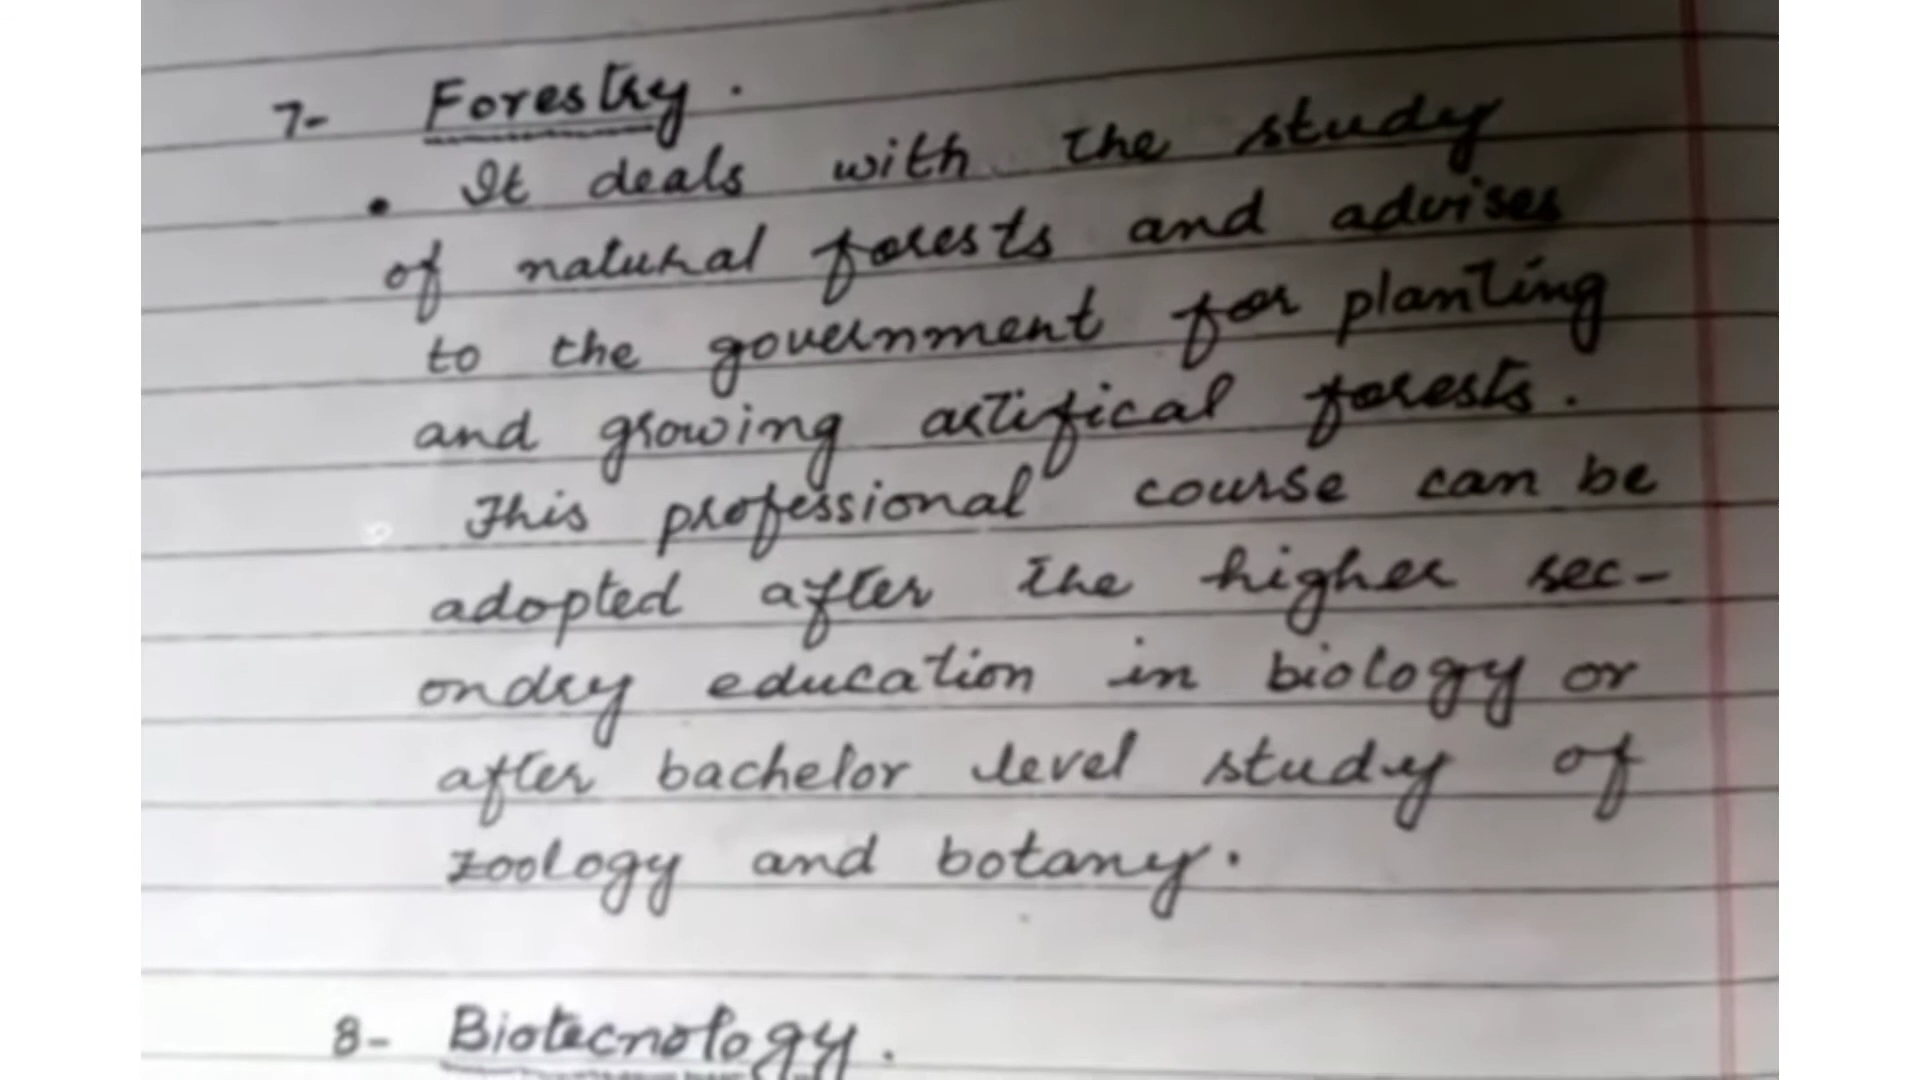 7- Forestry.
• It deals with the study
of natural forests and advises
to the government for planting
and growing artifical forests.
This professional course can be
adopted after the higher sec-
ondry education in biology or
after bachelor level study of
zoology and botany.
8- Biotecnology.